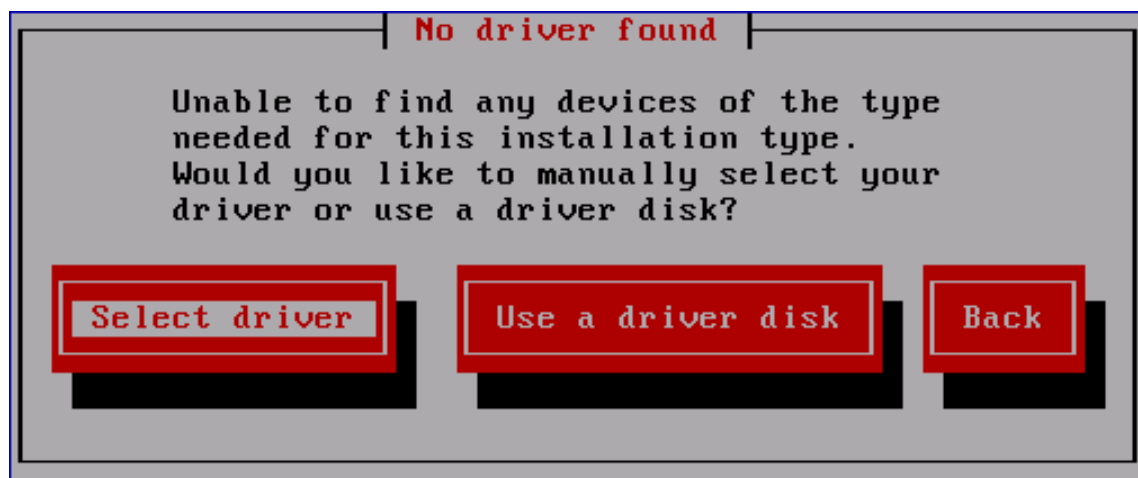 No driver found
Unable to find any devices of the type
needed for this installation type.
Would you like to manually select your
driver or use a driver disk?
Select driver
Use a driver disk
Back